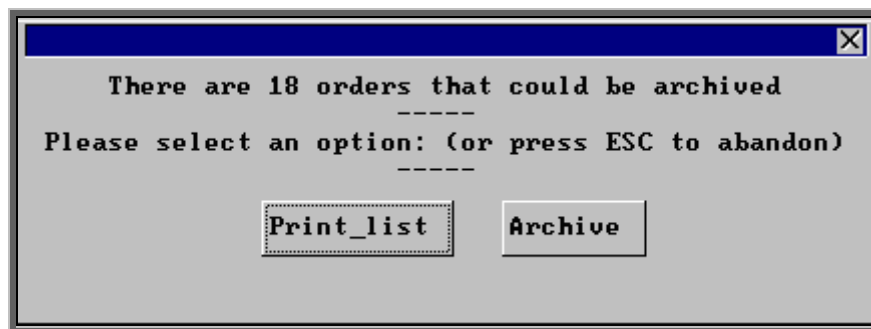 There are 18 orders that could be archived
-----
Please select an option: (or press ESC to abandon)
-----
Print_list Archive